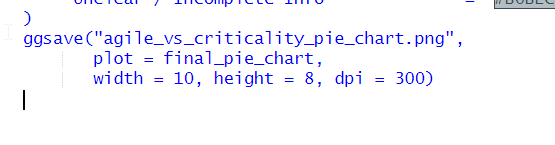 )
ggsave("agile_vs_criticality_pie_chart.png",
plot = final_pie_chart,
width = 10, height = 8, dpi = 300)